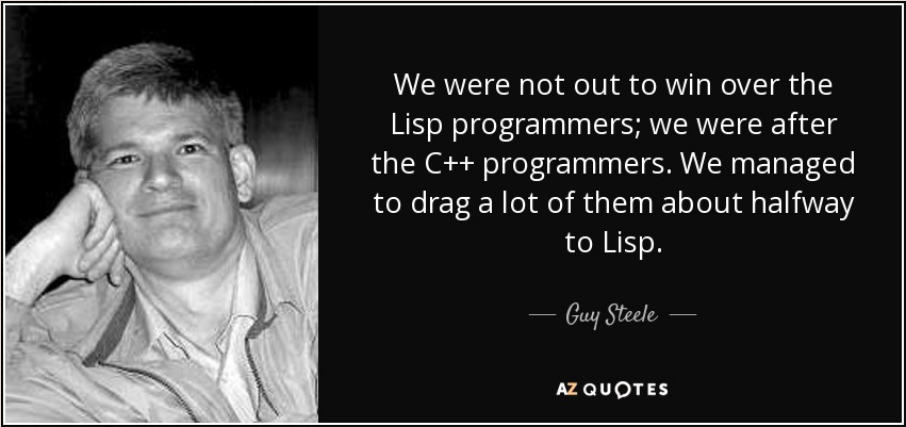 We were not out to win over the
Lisp programmers; we were after
the C++ programmers. We managed
to drag a lot of them about halfway
to Lisp.
Guy Steele
AZ QUOTES